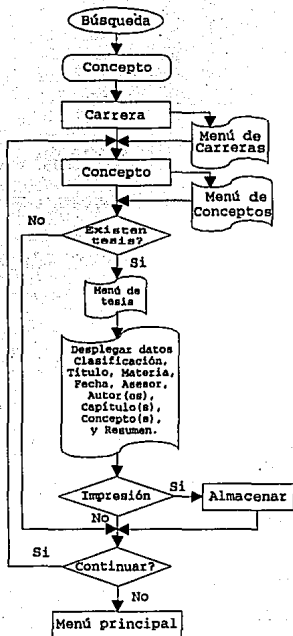 Búsqueda
Concepto
Carrera
Menú de
Carreras
Concepto
Menú de
Conceptos
No
Existen
tesis?
Si
Menú de
tesis
Desplegar datos
Clasificación,
Título, Materia,
Fecha, Asesor,
Autor(es),
Capítulo(s),
Concepto(s),
y Resumen.
Impresión
Si
Almacenar
No
Si
Continuar?
No
Menú principal